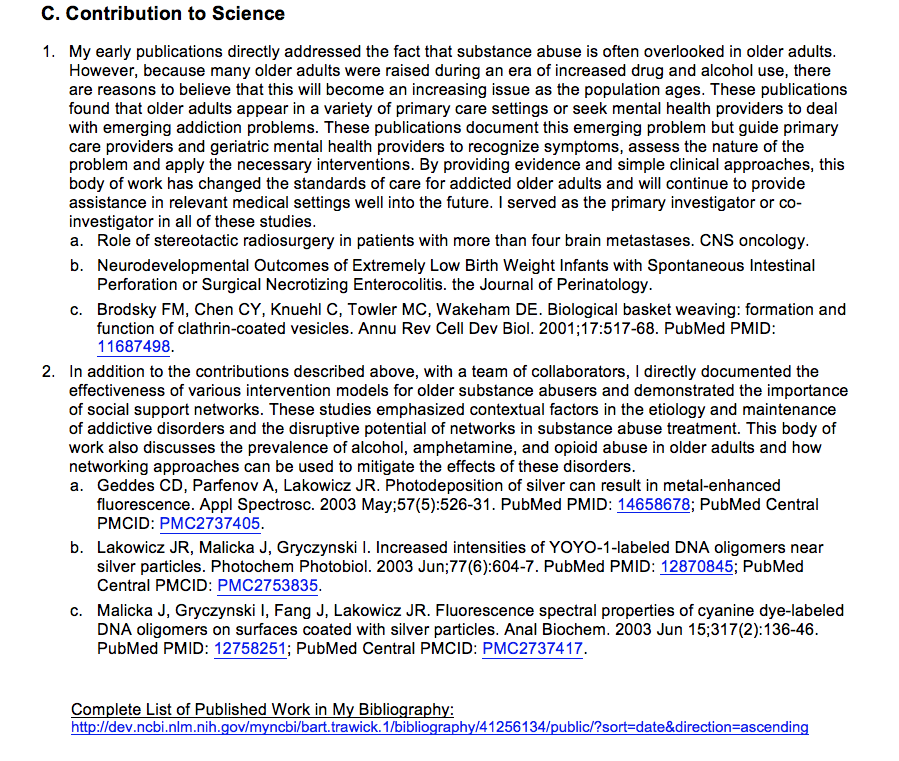 C. Contribution to Science
1. My early publications directly addressed the fact that substance abuse is often overlooked in older adults.
However, because many older adults were raised during an era of increased drug and alcohol use, there
are reasons to believe that this will become an increasing issue as the population ages. These publications
found that older adults appear in a variety of primary care settings or seek mental health providers to deal
with emerging addiction problems. These publications document this emerging problem but guide primary
care providers and geriatric mental health providers to recognize symptoms, assess the nature of the
problem and apply the necessary interventions. By providing evidence and simple clinical approaches, this
body of work has changed the standards of care for addicted older adults and will continue to provide
assistance in relevant medical settings well into the future. I served as the primary investigator or co-
investigator in all of these studies.
a. Role of stereotactic radiosurgery in patients with more than four brain metastases. CNS oncology.
b. Neurodevelopmental Outcomes of Extremely Low Birth Weight Infants with Spontaneous Intestinal
Perforation or Surgical Necrotizing Enterocolitis. the Journal of Perinatology.
c. Brodsky FM, Chen CY, Knuehl C, Towler MC, Wakeham DE. Biological basket weaving: formation and
function of clathrin-coated vesicles. Annu Rev Cell Dev Biol. 2001;17:517-68. PubMed PMID:
11687498.
2. In addition to the contributions described above, with a team of collaborators, I directly documented the
effectiveness of various intervention models for older substance abusers and demonstrated the importance
of social support networks. These studies emphasized contextual factors in the etiology and maintenance
of addictive disorders and the disruptive potential of networks in substance abuse treatment. This body of
work also discusses the prevalence of alcohol, amphetamine, and opioid abuse in older adults and how
networking approaches can be used to mitigate the effects of these disorders.
a. Geddes CD, Parfenov A, Lakowicz JR. Photodeposition of silver can result in metal-enhanced
fluorescence. Appl Spectrosc. 2003 May;57(5):526-31. PubMed PMID: 14658678; PubMed Central
PMCID: PMC2737405.
b. Lakowicz JR, Malicka J, Gryczynski I. Increased intensities of YOYO-1-labeled DNA oligomers near
silver particles. Photochem Photobiol. 2003 Jun;77(6):604-7. PubMed PMID: 12870845; PubMed
Central PMCID: PMC2753835.
c. Malicka J, Gryczynski I, Fang J, Lakowicz JR. Fluorescence spectral properties of cyanine dye-labeled
DNA oligomers on surfaces coated with silver particles. Anal Biochem. 2003 Jun 15;317(2):136-46.
PubMed PMID: 12758251; PubMed Central PMCID: PMC2737417.
Complete List of Published Work in My Bibliography:
http://dev.ncbi.nlm.nih.gov/myncbi/bart.trawick.1/bibliography/41256134/public/?sort=date&direction=ascending